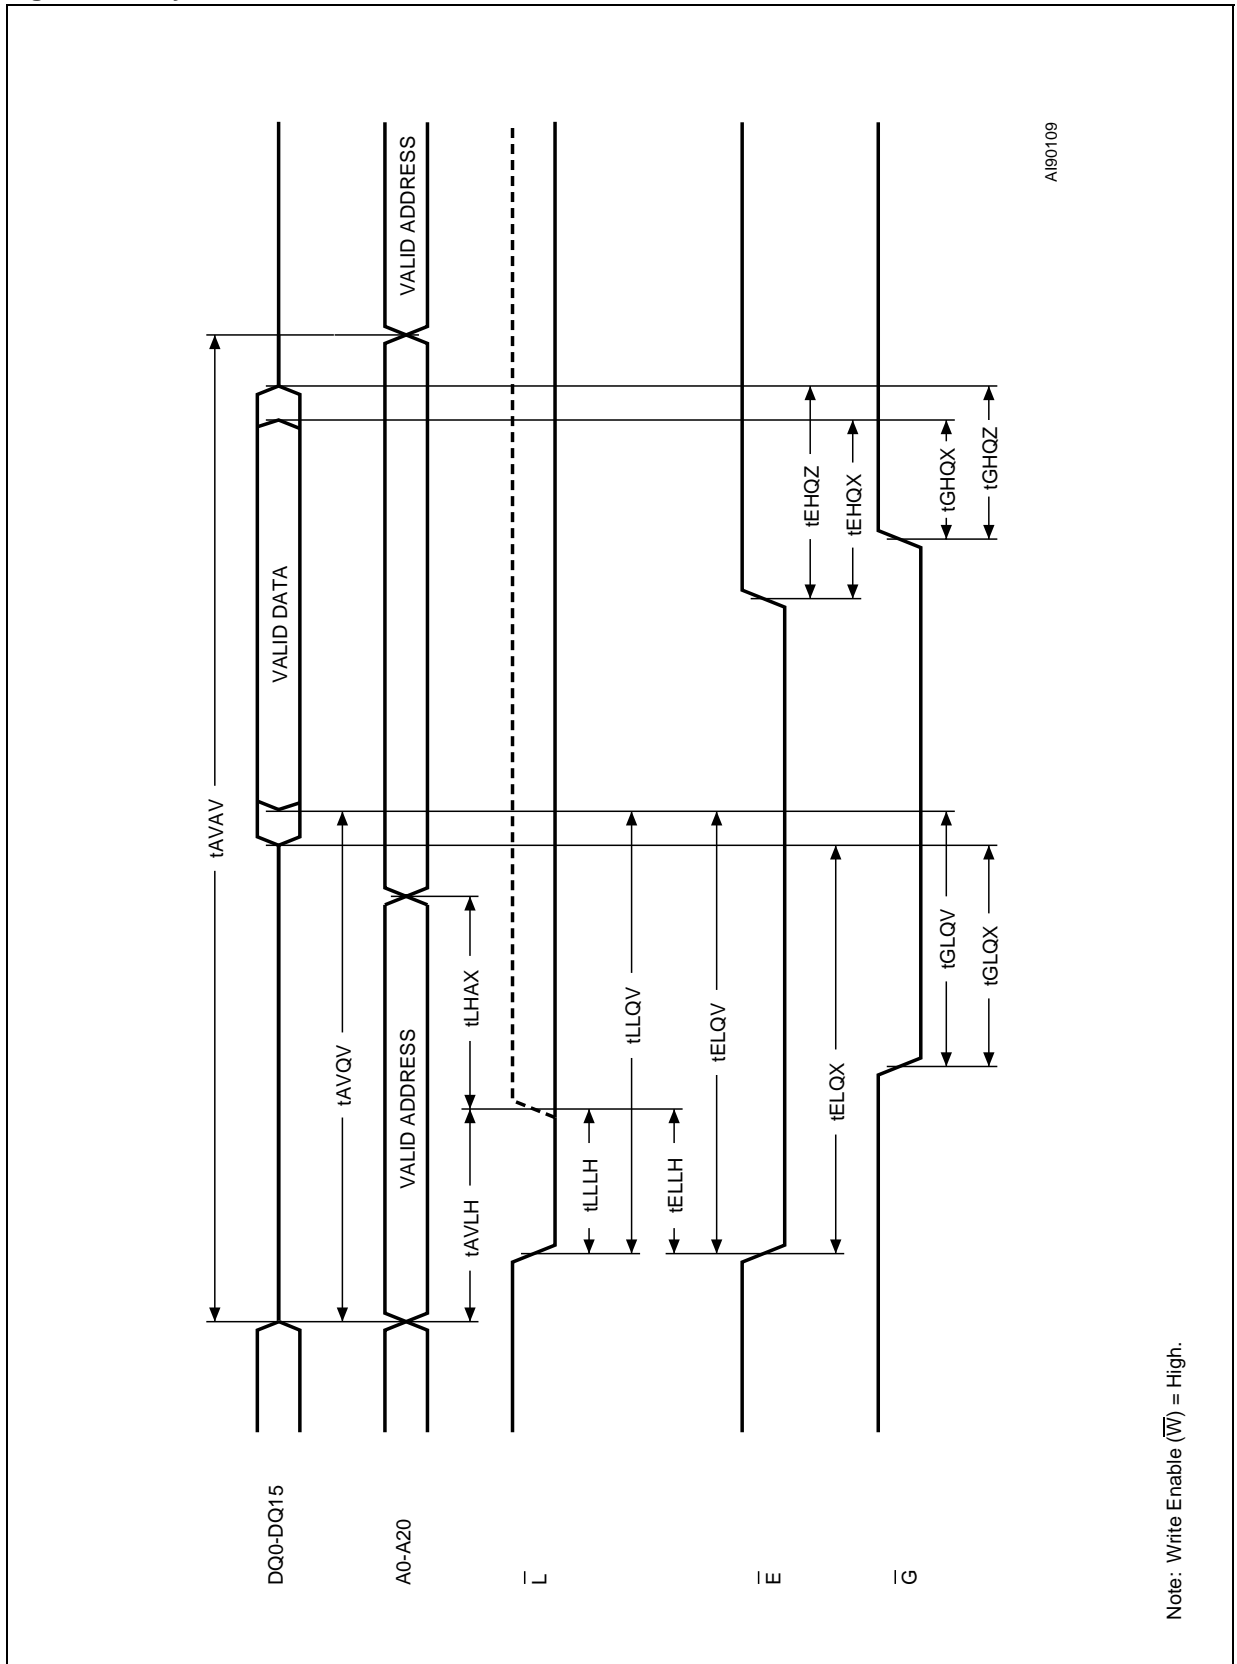 DQ0-DQ15
VALID DATA
tAVAV
tAVQV
A0-A20
VALID ADDRESS
VALID ADDRESS
tAVLH
tLHAX
L̅
tLLLH
tLLQV
tELLH
tELQV
E̅
tELQX
tEHQZ
tEHQX
G̅
tGLQV
tGHQX
tGLQX
tGHQZ
AI90109
Note: Write Enable (W̅) = High.